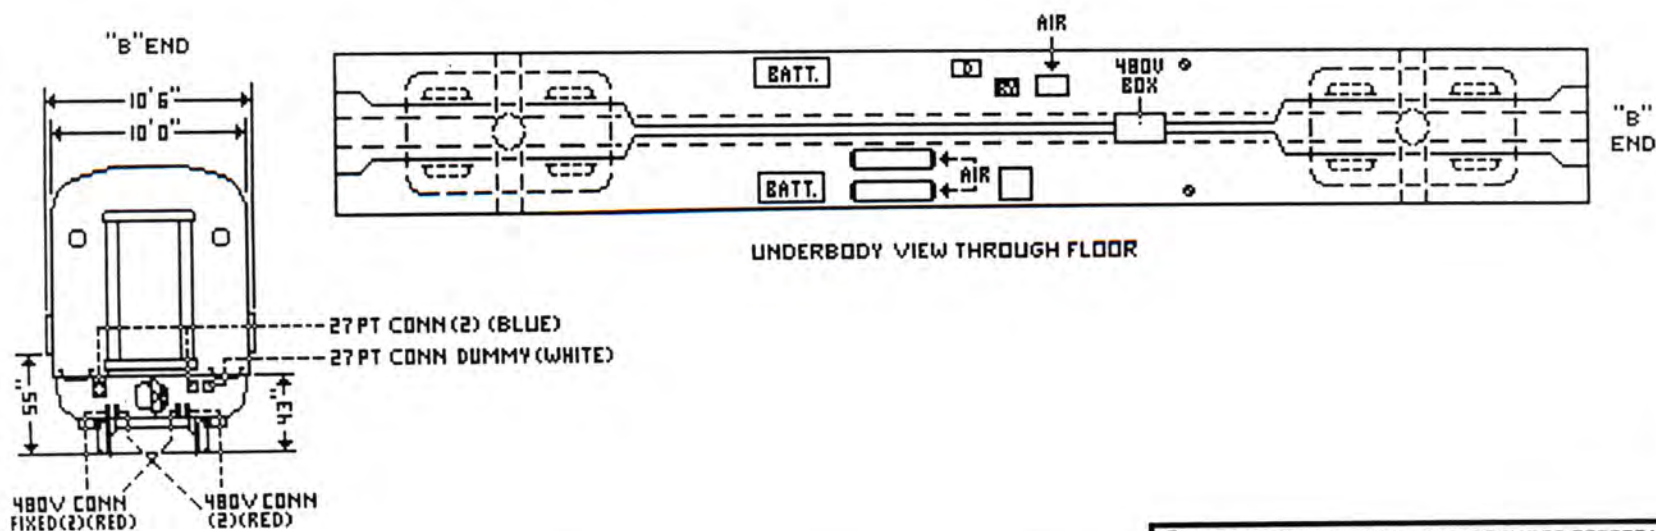 "B" END
10'6"
10'0"
27 PT CONN (2) (BLUE)
27 PT CONN DUMMY (WHITE)
55"
43"
480V CONN
FIXED (2) (RED)
480V CONN
(2) (RED)
AIR
BATT.
D
BV
480V
BOX
"B"
END
BATT.
AIR
UNDERBODY VIEW THROUGH FLOOR